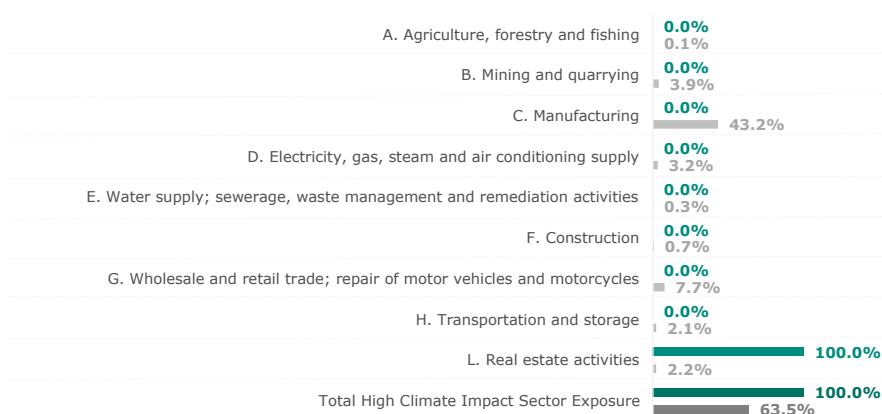 A. Agriculture, forestry and fishing
0.0%
0.1%
B. Mining and quarrying
0.0%
3.9%
C. Manufacturing
0.0%
43.2%
D. Electricity, gas, steam and air conditioning supply
0.0%
3.2%
E. Water supply; sewerage, waste management and remediation activities
0.0%
0.3%
F. Construction
0.0%
0.7%
G. Wholesale and retail trade; repair of motor vehicles and motorcycles
0.0%
7.7%
H. Transportation and storage
0.0%
2.1%
L. Real estate activities
100.0%
2.2%
Total High Climate Impact Sector Exposure
100.0%
63.5%